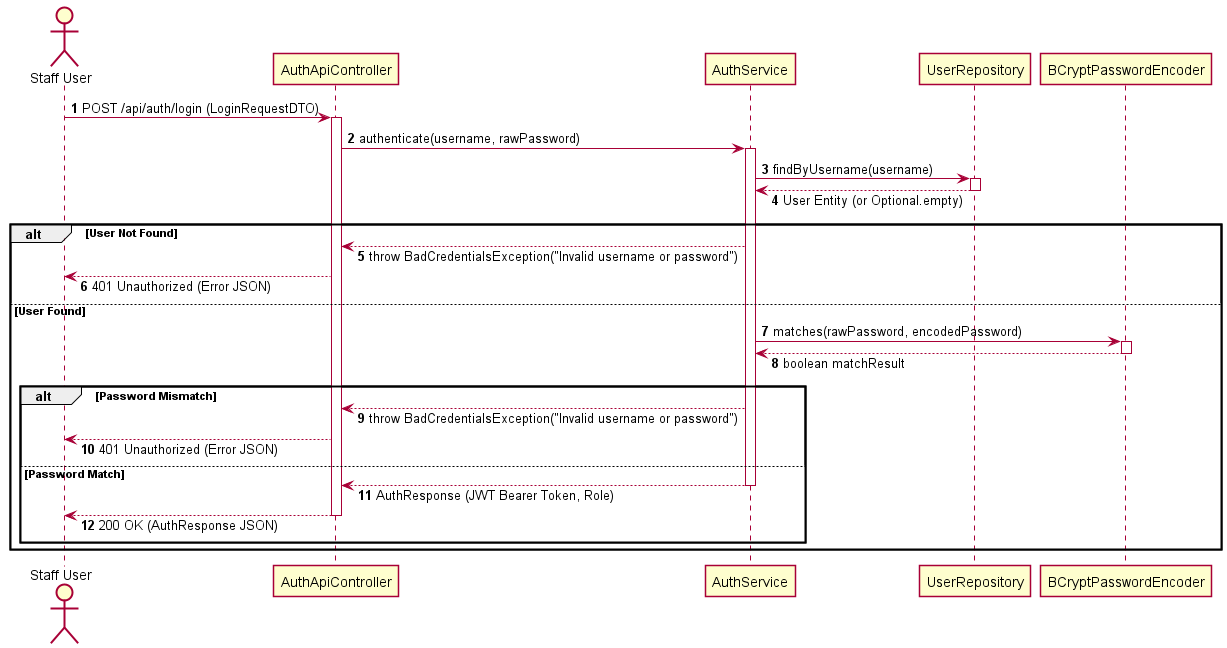 Staff User
AuthApiController
AuthService
UserRepository
BCryptPasswordEncoder
1 POST /api/auth/login (LoginRequestDTO)
2 authenticate(username, rawPassword)
3 findByUsername(username)
4 User Entity (or Optional.empty)
alt [User Not Found]
5 throw BadCredentialsException("Invalid username or password")
6 401 Unauthorized (Error JSON)
[User Found]
7 matches(rawPassword, encodedPassword)
8 boolean matchResult
alt [Password Mismatch]
9 throw BadCredentialsException("Invalid username or password")
10 401 Unauthorized (Error JSON)
[Password Match]
11 AuthResponse (JWT Bearer Token, Role)
12 200 OK (AuthResponse JSON)
Staff User
AuthApiController
AuthService
UserRepository
BCryptPasswordEncoder